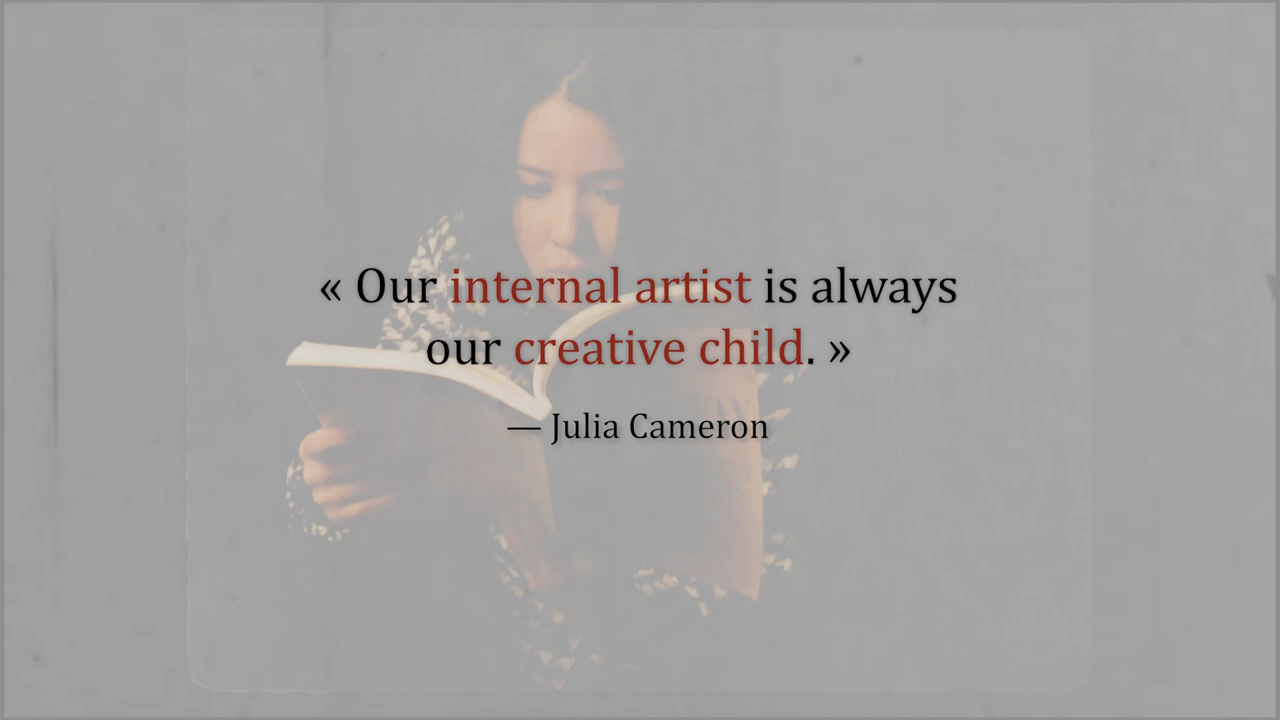 « Our internal artist is always
our creative child. »
— Julia Cameron